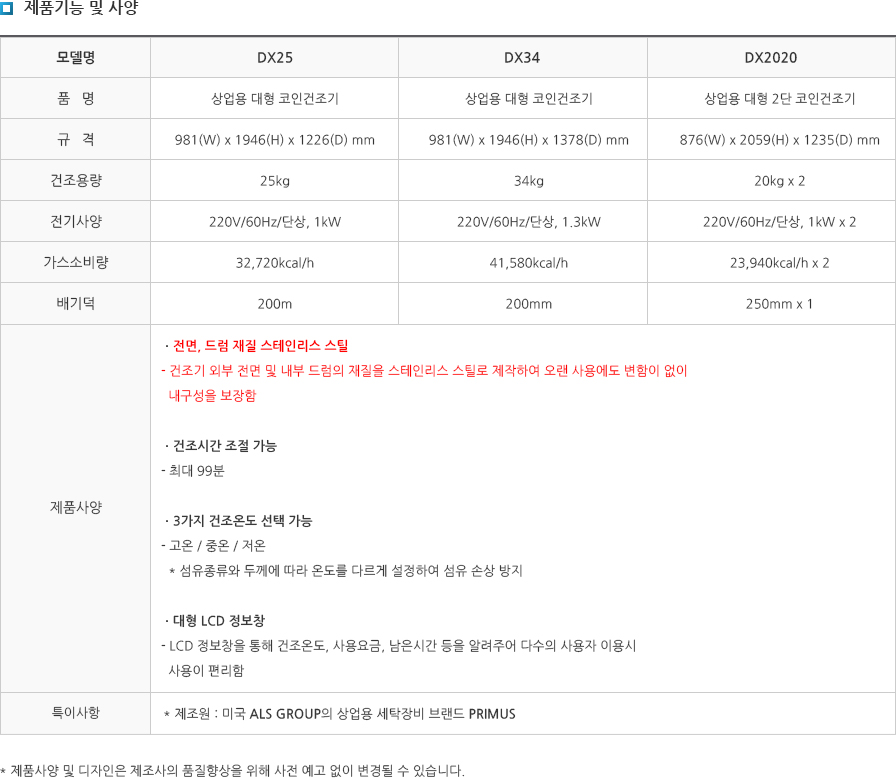 제품기능 및 사양
모델명 DX25 DX34 DX2020
품 명 상업용 대형 코인건조기 상업용 대형 코인건조기 상업용 대형 2단 코인건조기
규 격 981(W) x 1946(H) x 1226(D) mm 981(W) x 1946(H) x 1378(D) mm 876(W) x 2059(H) x 1235(D) mm
건조용량 25kg 34kg 20kg x 2
전기사양 220V/60Hz/단상, 1kW 220V/60Hz/단상, 1.3kW 220V/60Hz/단상, 1kW x 2
가스소비량 32,720kcal/h 41,580kcal/h 23,940kcal/h x 2
배기덕 200m 200mm 250mm x 1
제품사양
· 전면, 드럼 재질 스테인리스 스틸
- 건조기 외부 전면 및 내부 드럼의 재질을 스테인리스 스틸로 제작하여 오랜 사용에도 변함이 없이
내구성을 보장함
· 건조시간 조절 가능
- 최대 99분
· 3가지 건조온도 선택 가능
- 고온 / 중온 / 저온
* 섬유종류와 두께에 따라 온도를 다르게 설정하여 섬유 손상 방지
· 대형 LCD 정보창
- LCD 정보창을 통해 건조온도, 사용요금, 남은시간 등을 알려주어 다수의 사용자 이용시
사용이 편리함
특이사항 * 제조원 : 미국 ALS GROUP의 상업용 세탁장비 브랜드 PRIMUS
* 제품사양 및 디자인은 제조사의 품질향상을 위해 사전 예고 없이 변경될 수 있습니다.